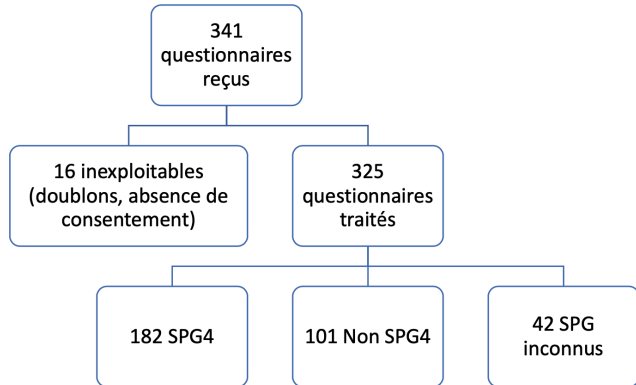 341
questionnaires
reçus
16 inexploitables
(doublons, absence de
consentement)
325
questionnaires
traités
182 SPG4
101 Non SPG4
42 SPG
inconnus